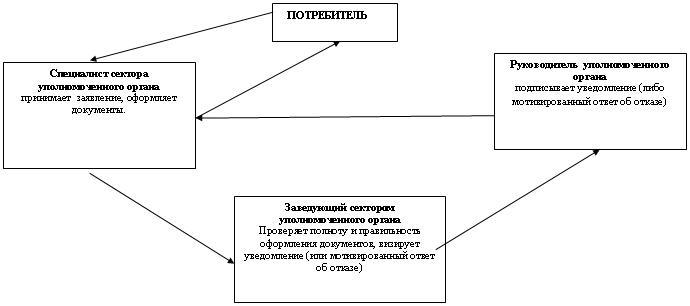 ПОТРЕБИТЕЛЬ
Специалист сектора
уполномоченного органа
принимает заявление, оформляет
документы.
Руководитель уполномоченного
органа
подписывает уведомление (либо
мотивированный ответ об отказе)
Заведующий сектором
уполномоченного органа
Проверяет полноту и правильность
оформления документов, визирует
уведомление (или мотивированный ответ
об отказе)